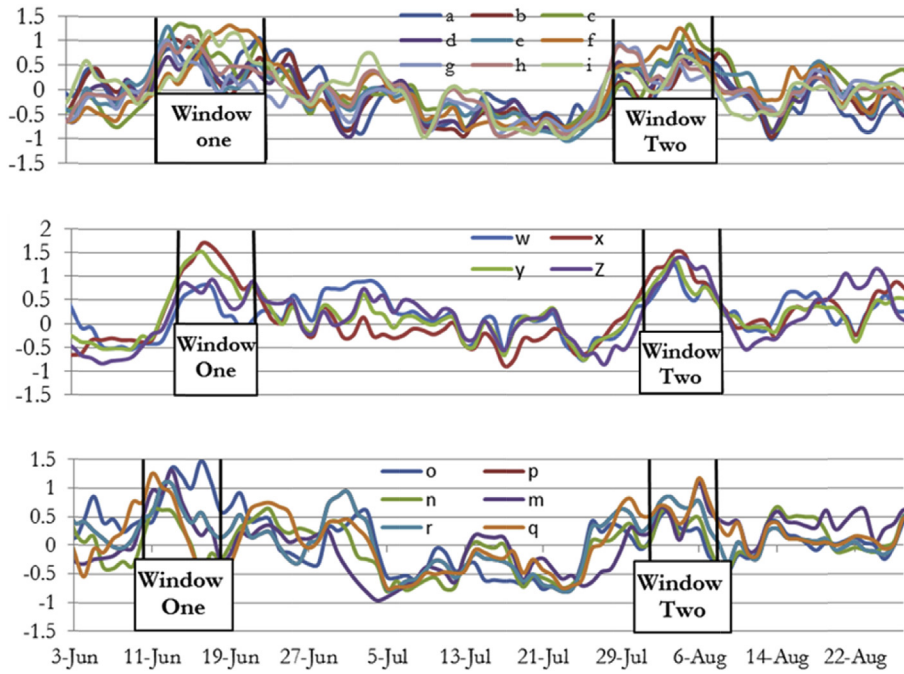 1.5
1
0.5
0
-0.5
-1
-1.5
a b c
d e f
g h i
Window
one
Window
Two
2
1.5
1
0.5
0
-0.5
-1
-1.5
w x
y Z
Window
One
Window
Two
1.5
1
0.5
0
-0.5
-1
-1.5
o p
n m
r q
Window
One
Window
Two
3-Jun 11-Jun 19-Jun 27-Jun 5-Jul 13-Jul 21-Jul 29-Jul 6-Aug 14-Aug 22-Aug